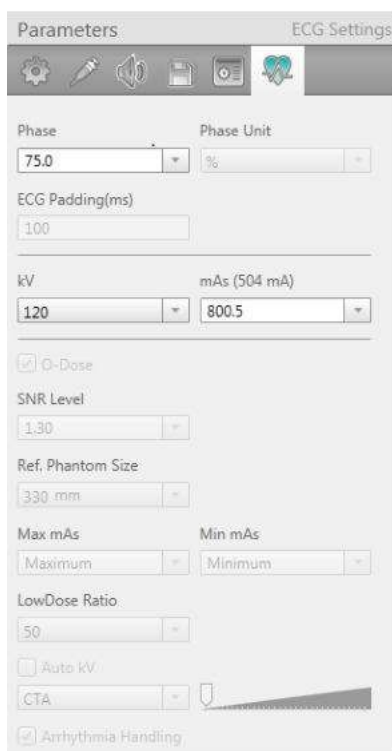 Parameters ECG Settings
Phase Phase Unit
75.0 %
ECG Padding(ms)
100
kV mAs (504 mA)
120 800.5
O-Dose
SNR Level
1.30
Ref. Phantom Size
330 mm
Max mAs Min mAs
Maximum Minimum
LowDose Ratio
50
Auto kV
CTA
Arrhythmia Handling